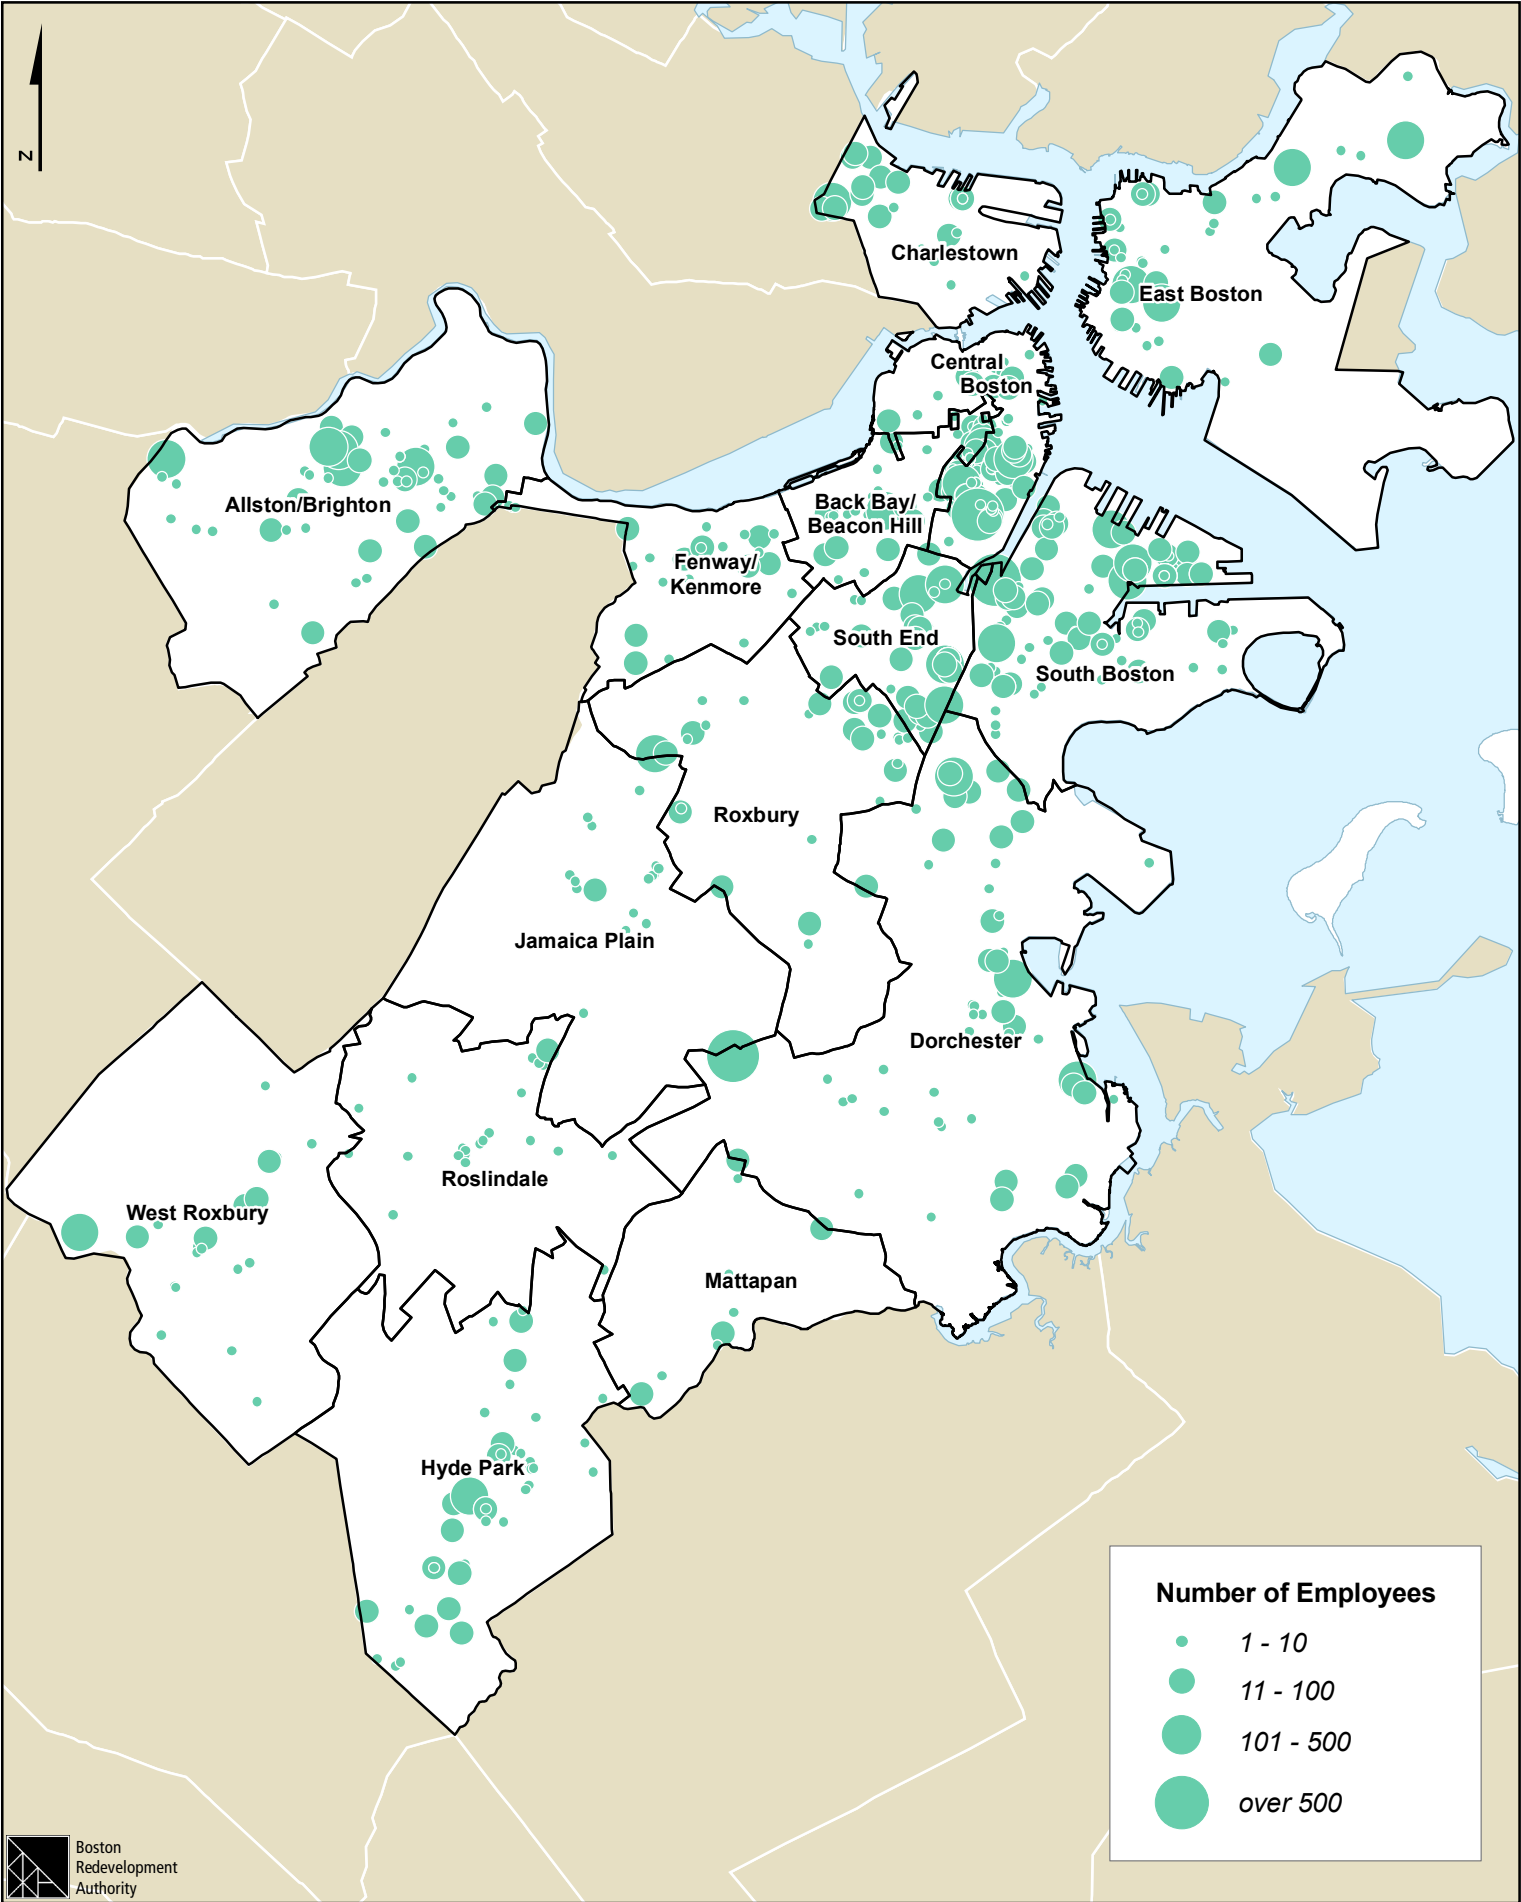 N
Charlestown
East Boston
Central
Boston
Allston/Brighton
Back Bay/
Beacon Hill
Fenway/
Kenmore
South End
South Boston
Roxbury
Jamaica Plain
Dorchester
Roslindale
West Roxbury
Mattapan
Hyde Park
Number of Employees
1 - 10
11 - 100
101 - 500
over 500
Boston
Redevelopment
Authority